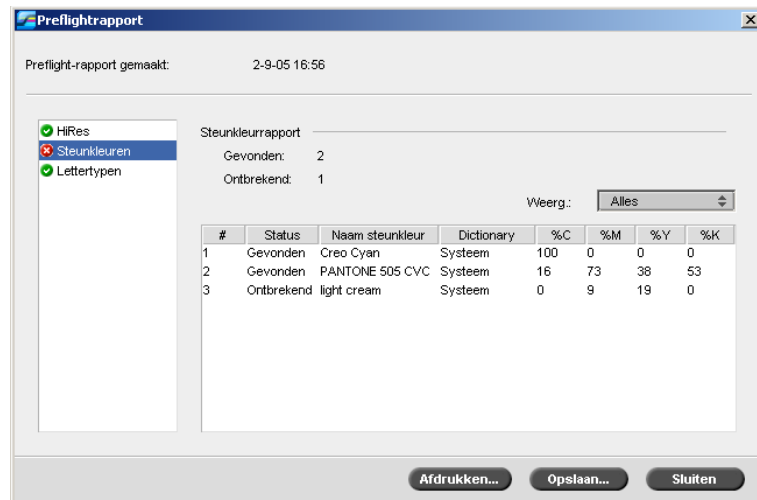 Preflightrapport
Preflight-rapport gemaakt: 2-9-05 16:56
HiRes
Steunkleuren
Lettertypen
Steunkleurrapport
Gevonden: 2
Ontbrekend: 1
Weerg.: Alles
# Status Naam steunkleur Dictionary %C %M %Y %K
1 Gevonden Creo Cyan Systeem 100 0 0 0
2 Gevonden PANTONE 505 CVC Systeem 16 73 38 53
3 Ontbrekend light cream Systeem 0 9 19 0
Afdrukken... Opslaan... Sluiten